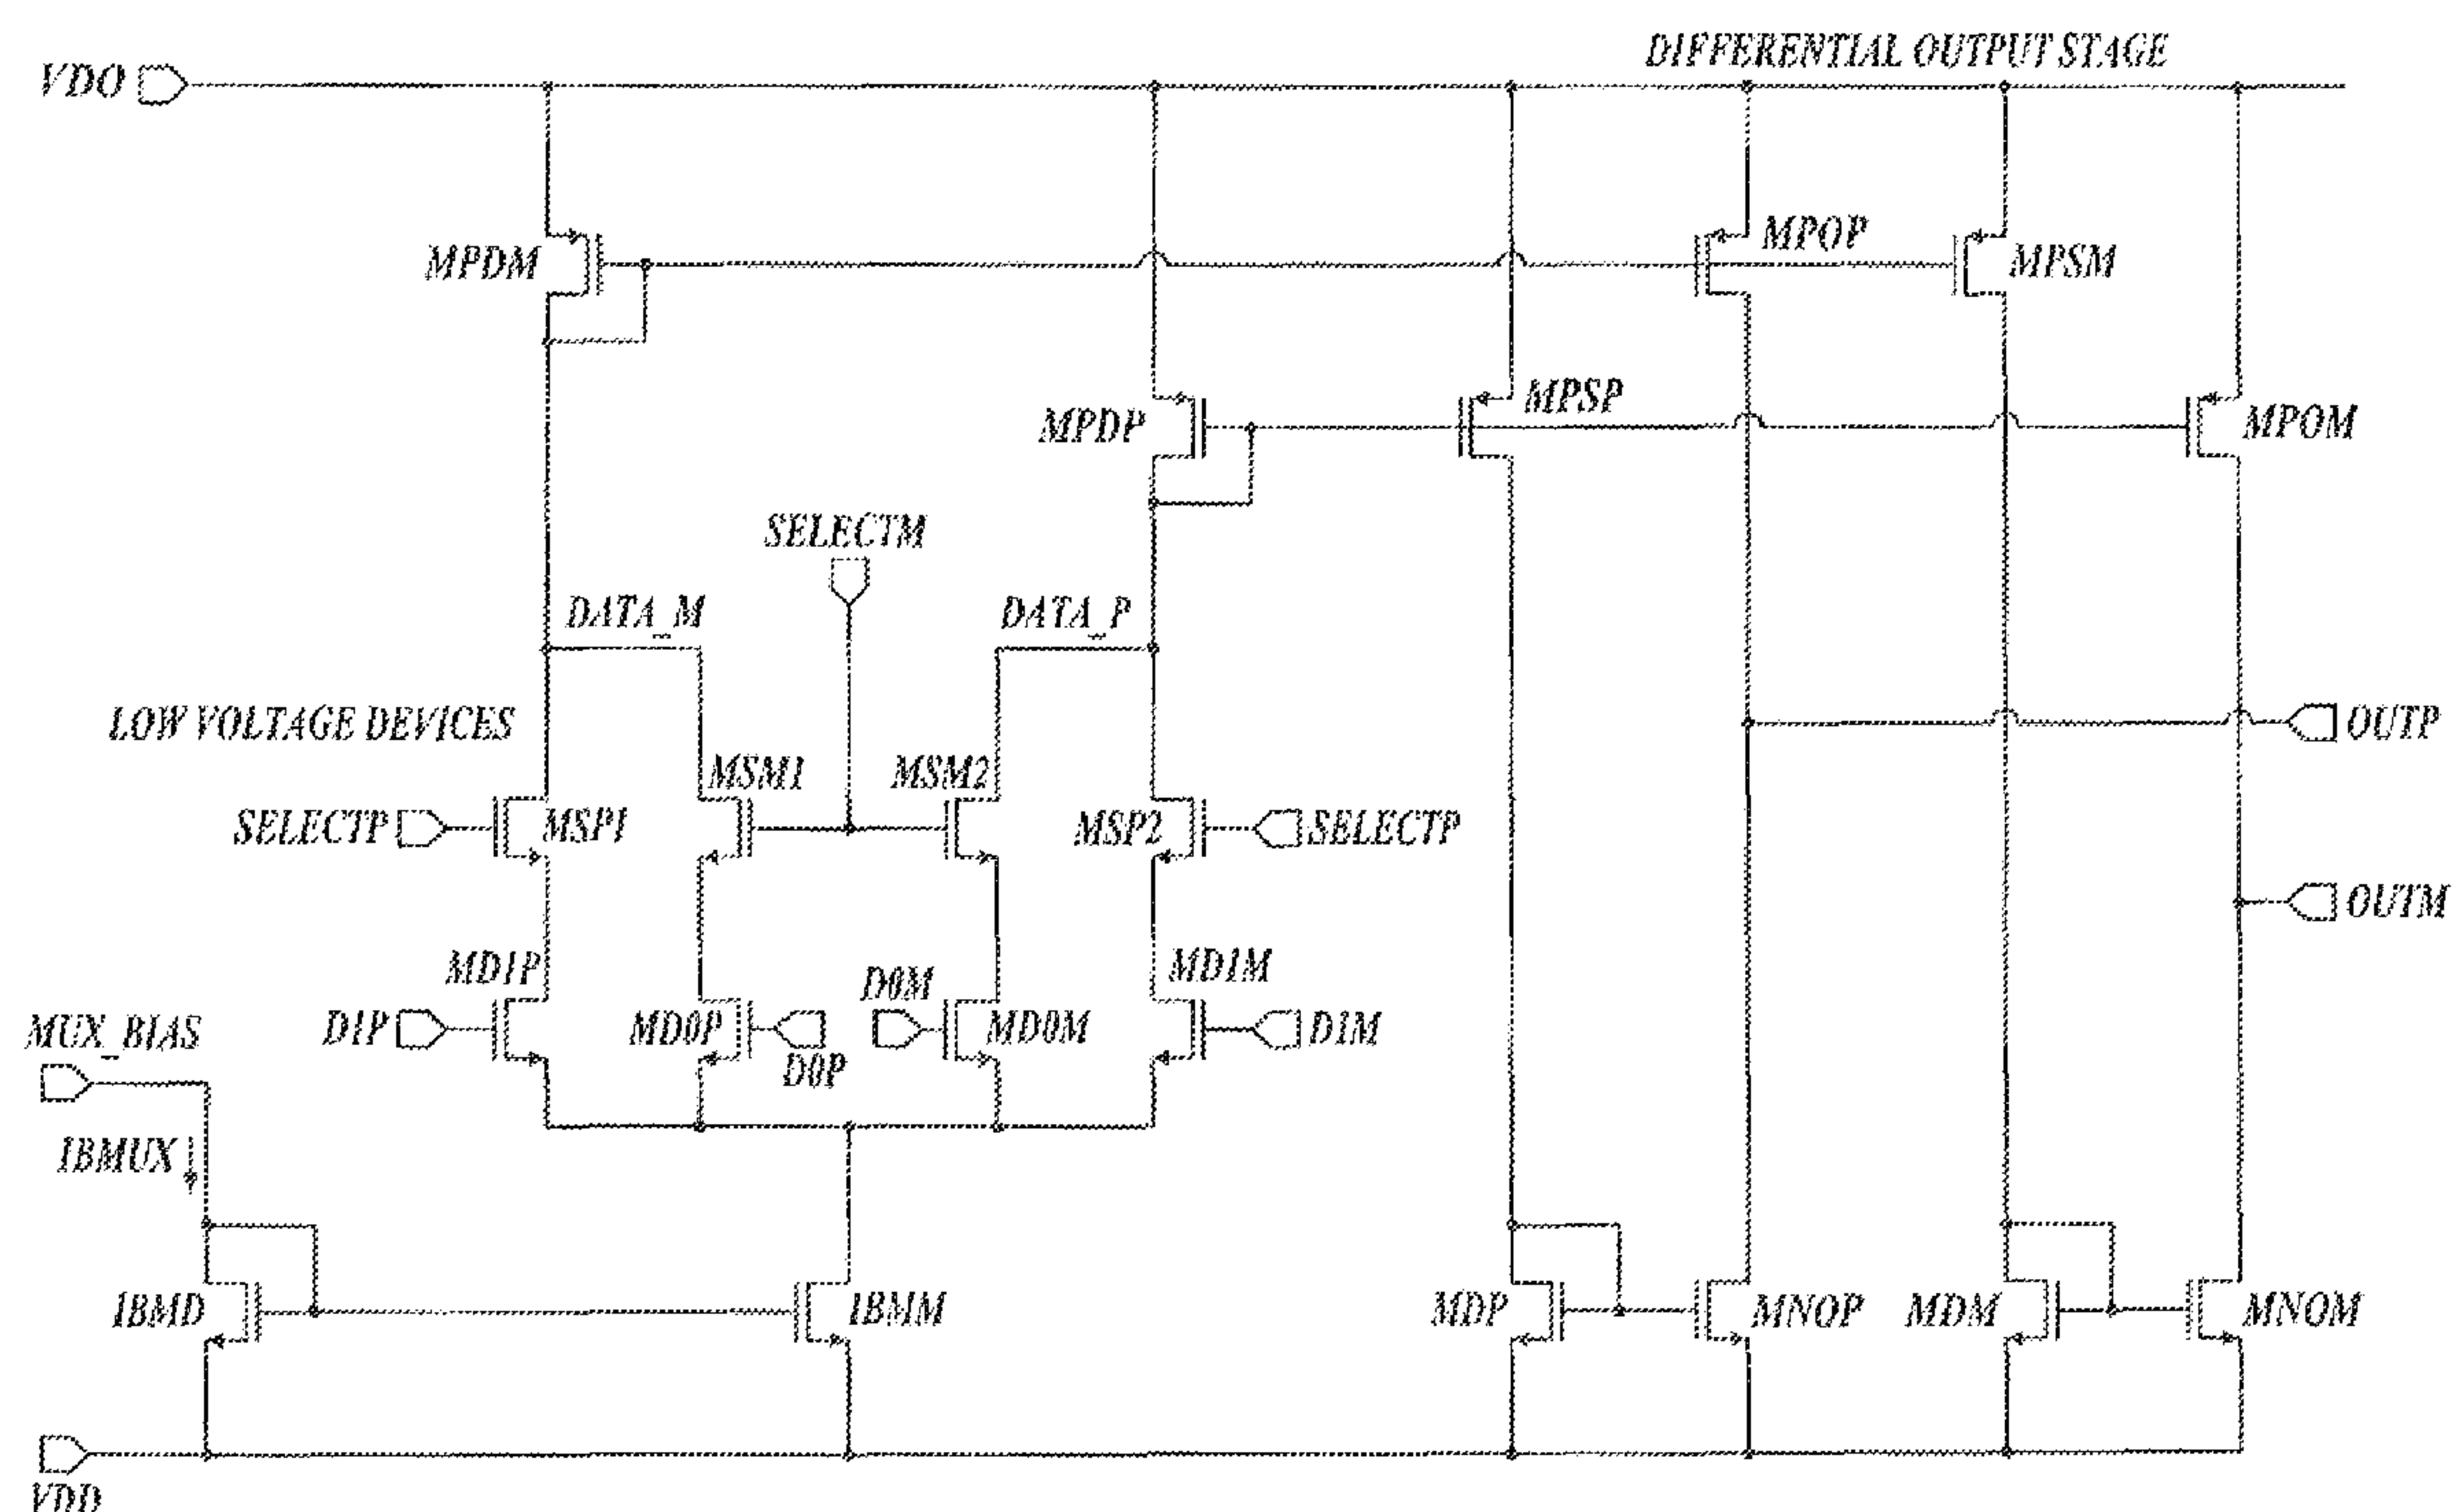 DIFFERENTIAL OUTPUT STAGE
VDO
MPOP
MPDM
MPSM
MPSP
MPDP
MPOM
SELECTM
DATA_M
DATA_P
LOW VOLTAGE DEVICES
OUTP
MSM1
MSM2
SELECTP
MSP1
MSP2
SELECTP
OUTM
MD1P
MD1M
D0M
MUX_BIAS
D1P
MD0P
MD0M
D1M
D0P
IBMUX
IBMD
IBMM
MDP
MNOP
MDM
MNOM
VDD